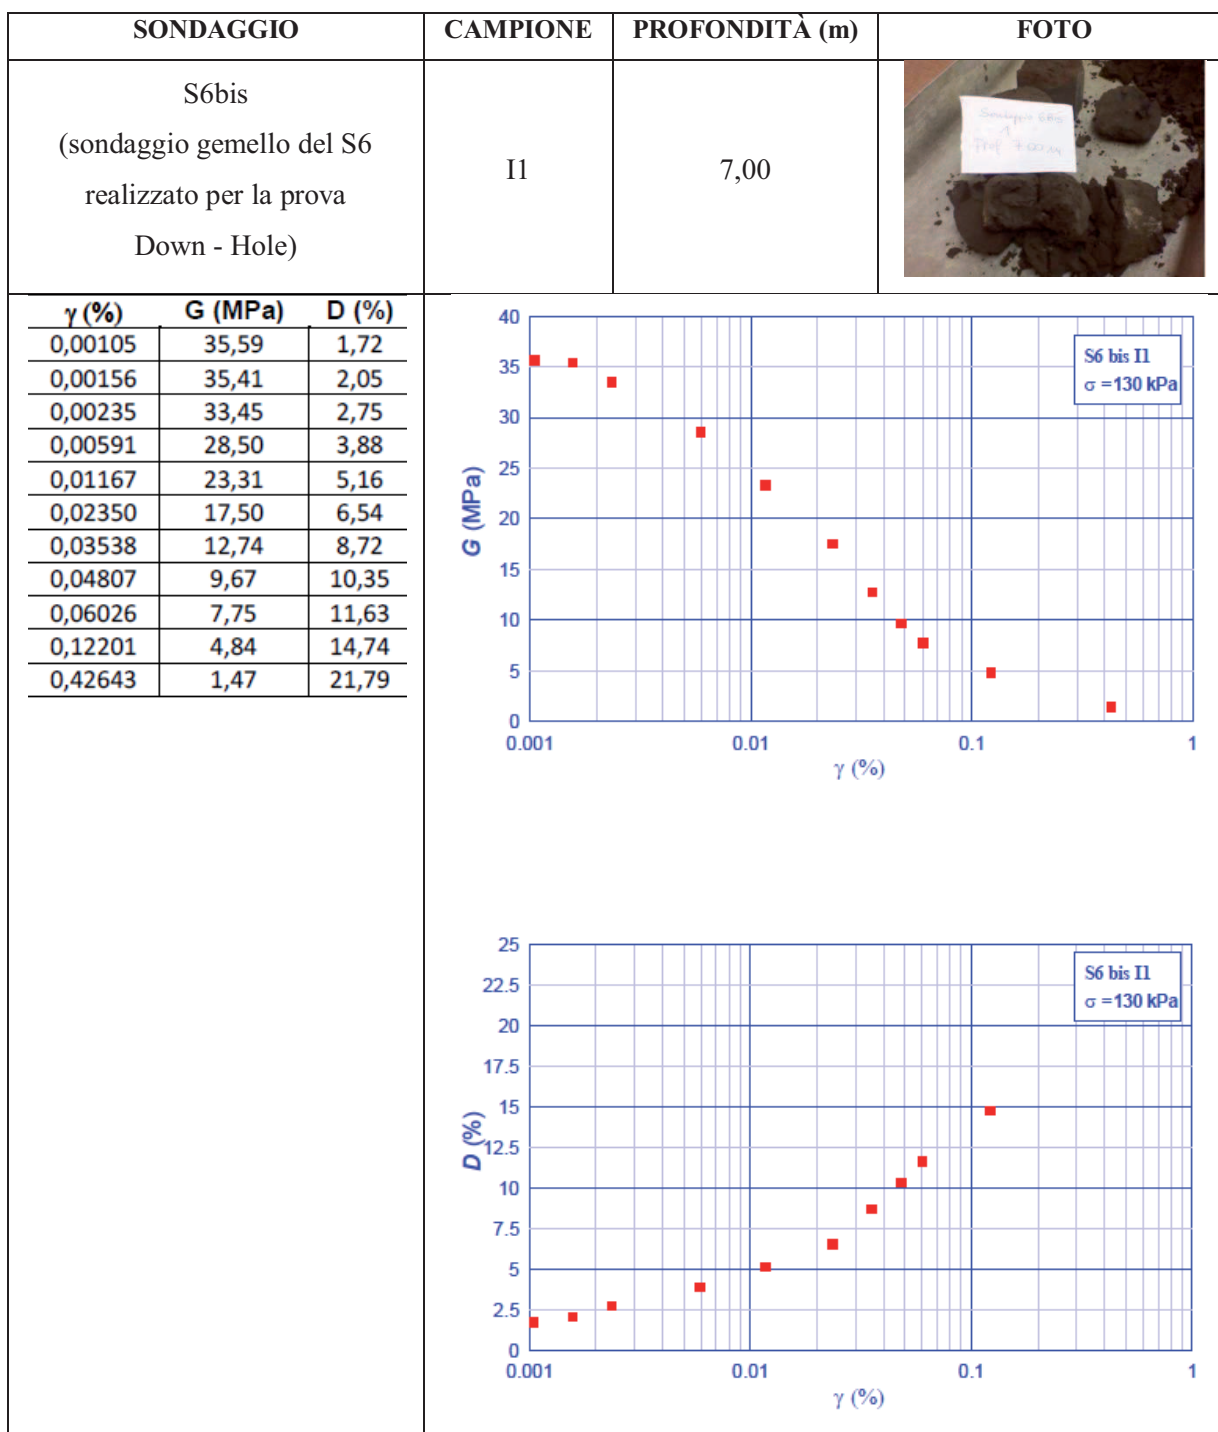 SONDAGGIO CAMPIONE PROFONDITÀ (m) FOTO
S6bis
(sondaggio gemello del S6
realizzato per la prova
Down - Hole)
I1
7,00
Sondaggio 6Bis
1
Prof 7.00
γ (%) G (MPa) D (%)
0,00105 35,59 1,72
0,00156 35,41 2,05
0,00235 33,45 2,75
0,00591 28,50 3,88
0,01167 23,31 5,16
0,02350 17,50 6,54
0,03538 12,74 8,72
0,04807 9,67 10,35
0,06026 7,75 11,63
0,12201 4,84 14,74
0,42643 1,47 21,79
40
35
30
25
20
15
10
5
0
G (MPa)
S6 bis I1
σ =130 kPa
0.001 0.01 0.1 1
γ (%)
25
22.5
20
17.5
15
12.5
10
7.5
5
2.5
0
D (%)
S6 bis I1
σ =130 kPa
0.001 0.01 0.1 1
γ (%)